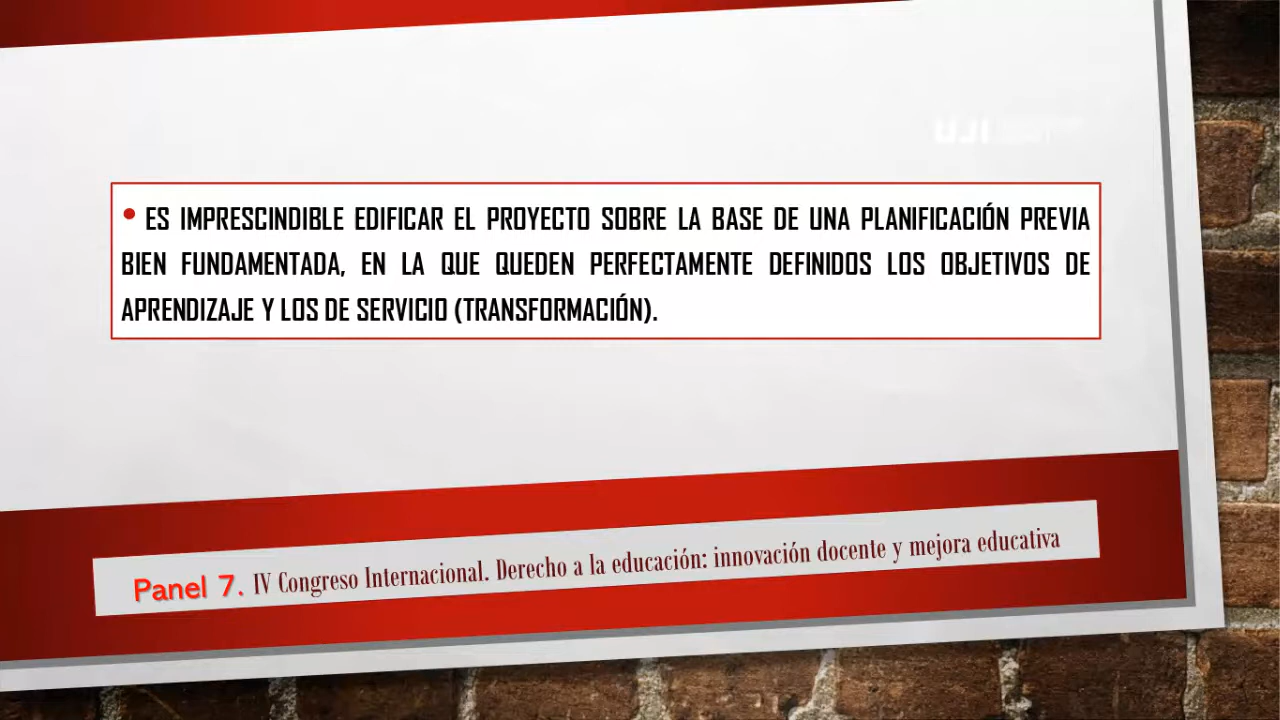 UJI
• ES IMPRESCINDIBLE EDIFICAR EL PROYECTO SOBRE LA BASE DE UNA PLANIFICACIÓN PREVIA
BIEN FUNDAMENTADA, EN LA QUE QUEDEN PERFECTAMENTE DEFINIDOS LOS OBJETIVOS DE
APRENDIZAJE Y LOS DE SERVICIO (TRANSFORMACIÓN).
Panel 7. IV Congreso Internacional. Derecho a la educación: innovación docente y mejora educativa